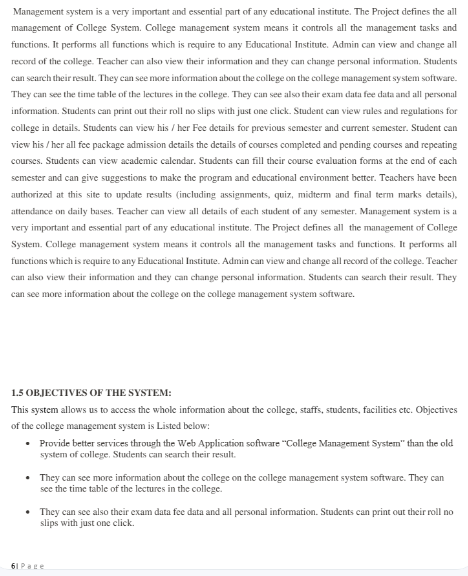 Management system is a very important and essential part of any educational institute. The Project defines the all
management of College System. College management system means it controls all the management tasks and
functions. It performs all functions which is require to any Educational Institute. Admin can view and change all
record of the college. Teacher can also view their information and they can change personal information. Students
can search their result. They can see more information about the college on the college management system software.
They can see the time table of the lectures in the college. They can see also their exam data fee data and all personal
information. Students can print out their roll no slips with just one click. Student can view rules and regulations for
college in details. Students can view his / her Fee details for previous semester and current semester. Student can
view his / her all fee package admission details the details of courses completed and pending courses and repeating
courses. Students can view academic calendar. Students can fill their course evaluation forms at the end of each
semester and can give suggestions to make the program and educational environment better. Teachers have been
authorized at this site to update results (including assignments, quiz, midterm and final term marks details),
attendance on daily bases. Teacher can view all details of each student of any semester. Management system is a
very important and essential part of any educational institute. The Project defines all the management of College
System. College management system means it controls all the management tasks and functions. It performs all
functions which is require to any Educational Institute. Admin can view and change all record of the college. Teacher
can also view their information and they can change personal information. Students can search their result. They
can see more information about the college on the college management system software.
1.5 OBJECTIVES OF THE SYSTEM:
This system allows us to access the whole information about the college, staffs, students, facilities etc. Objectives
of the college management system is Listed below:
• Provide better services through the Web Application software “College Management System” than the old
system of college. Students can search their result.
• They can see more information about the college on the college management system software. They can
see the time table of the lectures in the college.
• They can see also their exam data fee data and all personal information. Students can print out their roll no
slips with just one click.
6| P a g e